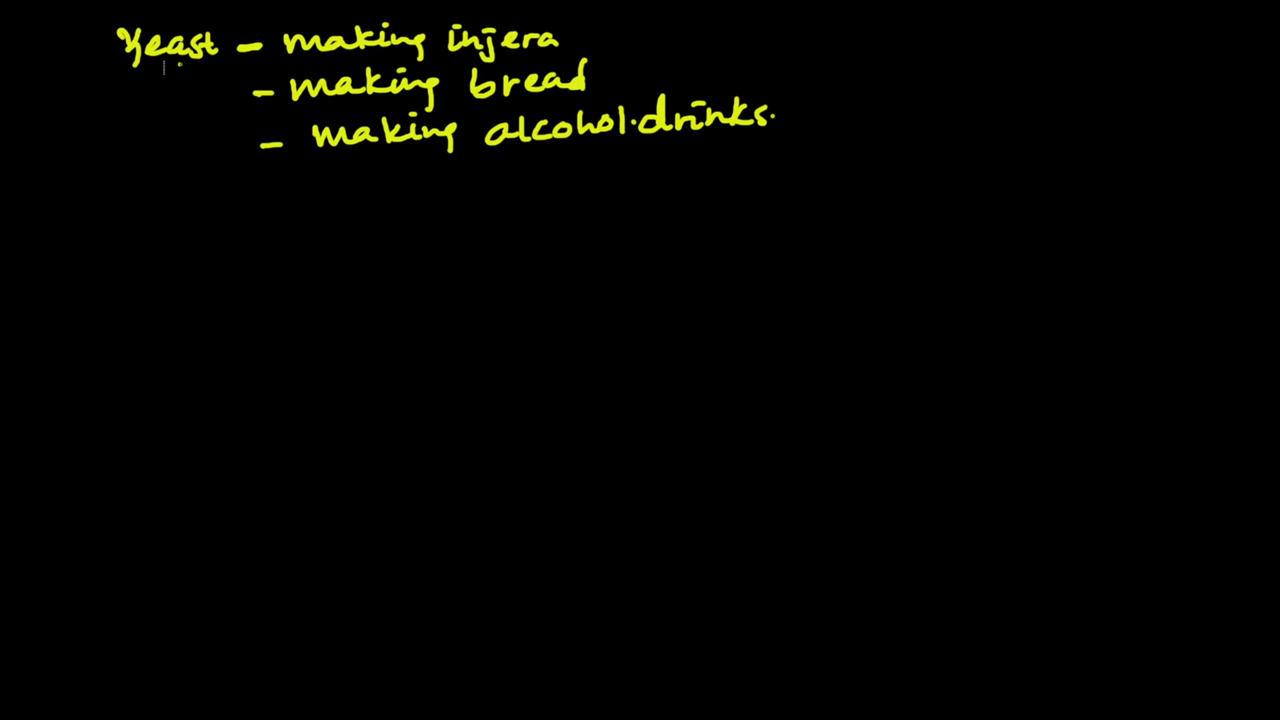 Yeast - making injera
- making bread
- making alcohol.drinks.